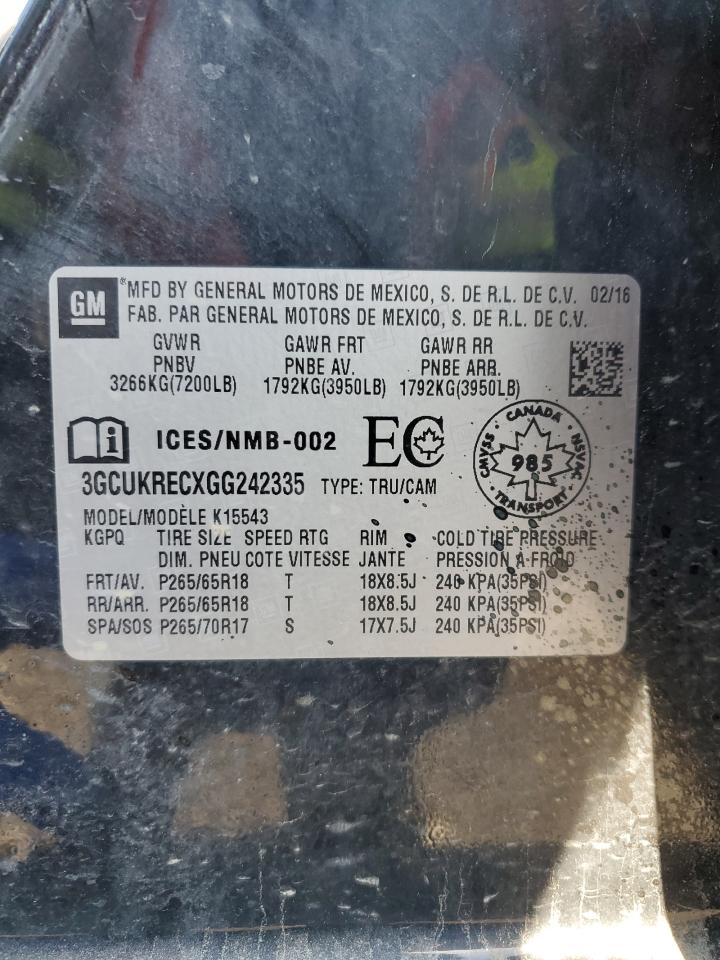 GM
® MFD BY GENERAL MOTORS DE MEXICO, S. DE R.L. DE C.V. 02/16
FAB. PAR GENERAL MOTORS DE MEXICO, S. DE R.L. DE C.V.
GVWR GAWR FRT GAWR RR
PNBV PNBE AV. PNBE ARR.
3266KG(7200LB) 1792KG(3950LB) 1792KG(3950LB)
i ICES/NMB-002 EC
CANADA
CMVSS 985 NSVAC
TRANSPORT
3GCUKRECXGG242335 TYPE: TRU/CAM
MODEL/MODÈLE K15543
KGPQ TIRE SIZE SPEED RTG RIM COLD TIRE PRESSURE
DIM. PNEU COTE VITESSE JANTE PRESSION A FROID
FRT/AV. P265/65R18 T 18X8.5J 240 KPA(35PSI)
RR/ARR. P265/65R18 T 18X8.5J 240 KPA(35PSI)
SPA/SOS P265/70R17 S 17X7.5J 240 KPA(35PSI)